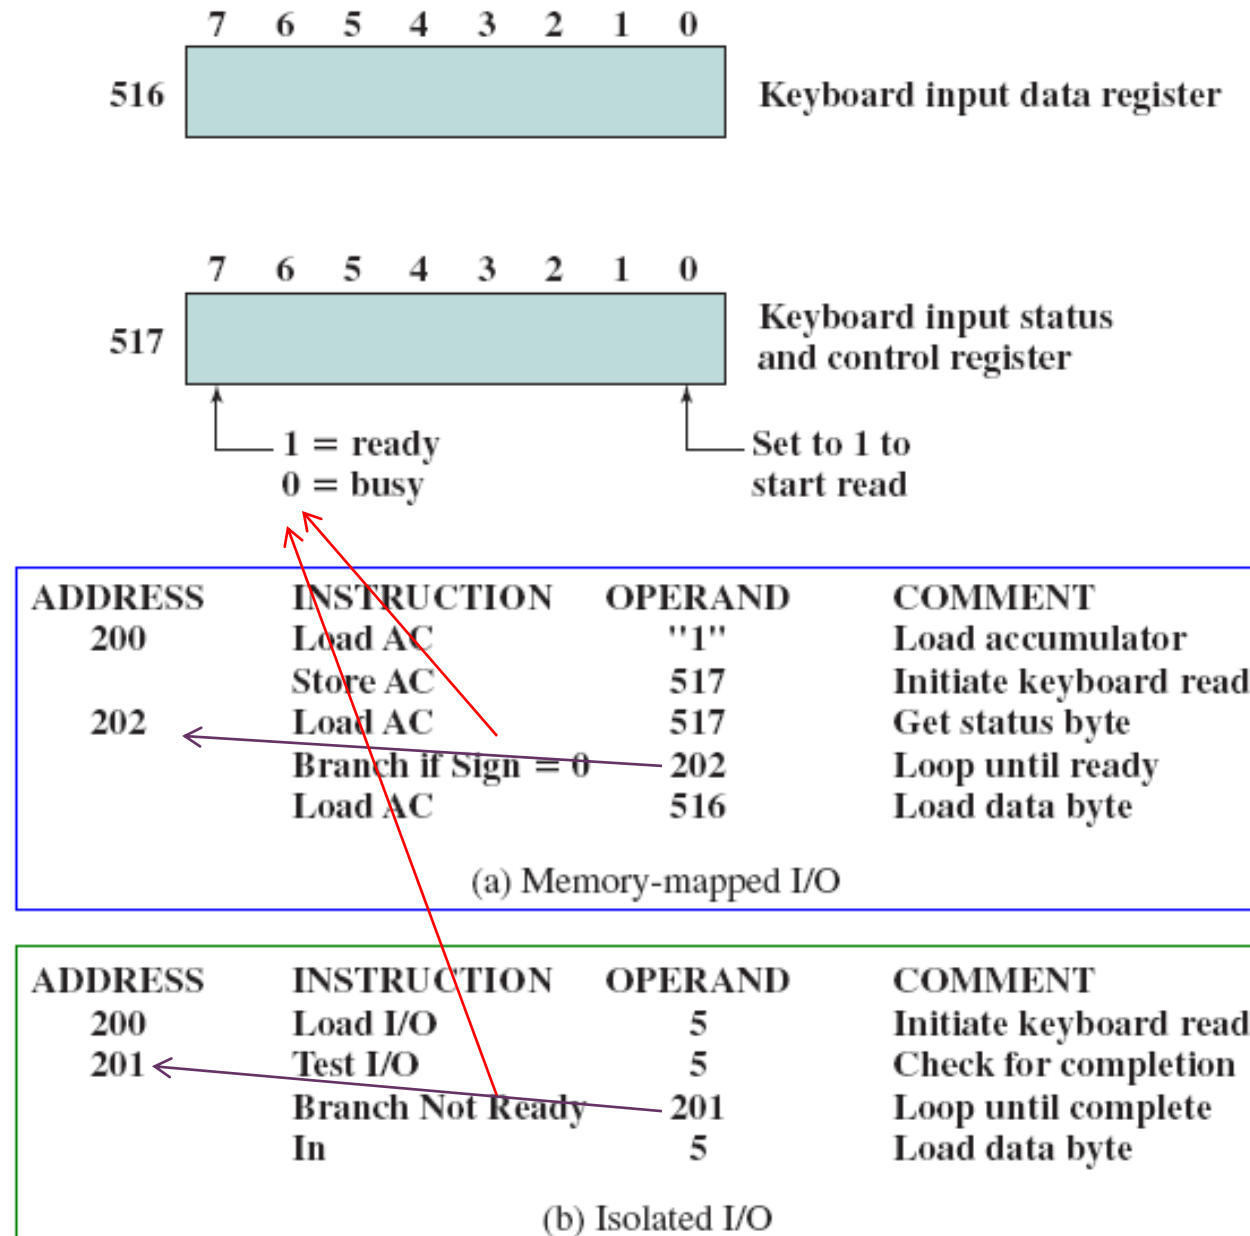 7 6 5 4 3 2 1 0
516 Keyboard input data register
7 6 5 4 3 2 1 0
517 Keyboard input status
and control register
1 = ready Set to 1 to
0 = busy start read
ADDRESS INSTRUCTION OPERAND COMMENT
200 Load AC "1" Load accumulator
Store AC 517 Initiate keyboard read
202 Load AC 517 Get status byte
Branch if Sign = 0 202 Loop until ready
Load AC 516 Load data byte
(a) Memory-mapped I/O
ADDRESS INSTRUCTION OPERAND COMMENT
200 Load I/O 5 Initiate keyboard read
201 Test I/O 5 Check for completion
Branch Not Ready 201 Loop until complete
In 5 Load data byte
(b) Isolated I/O